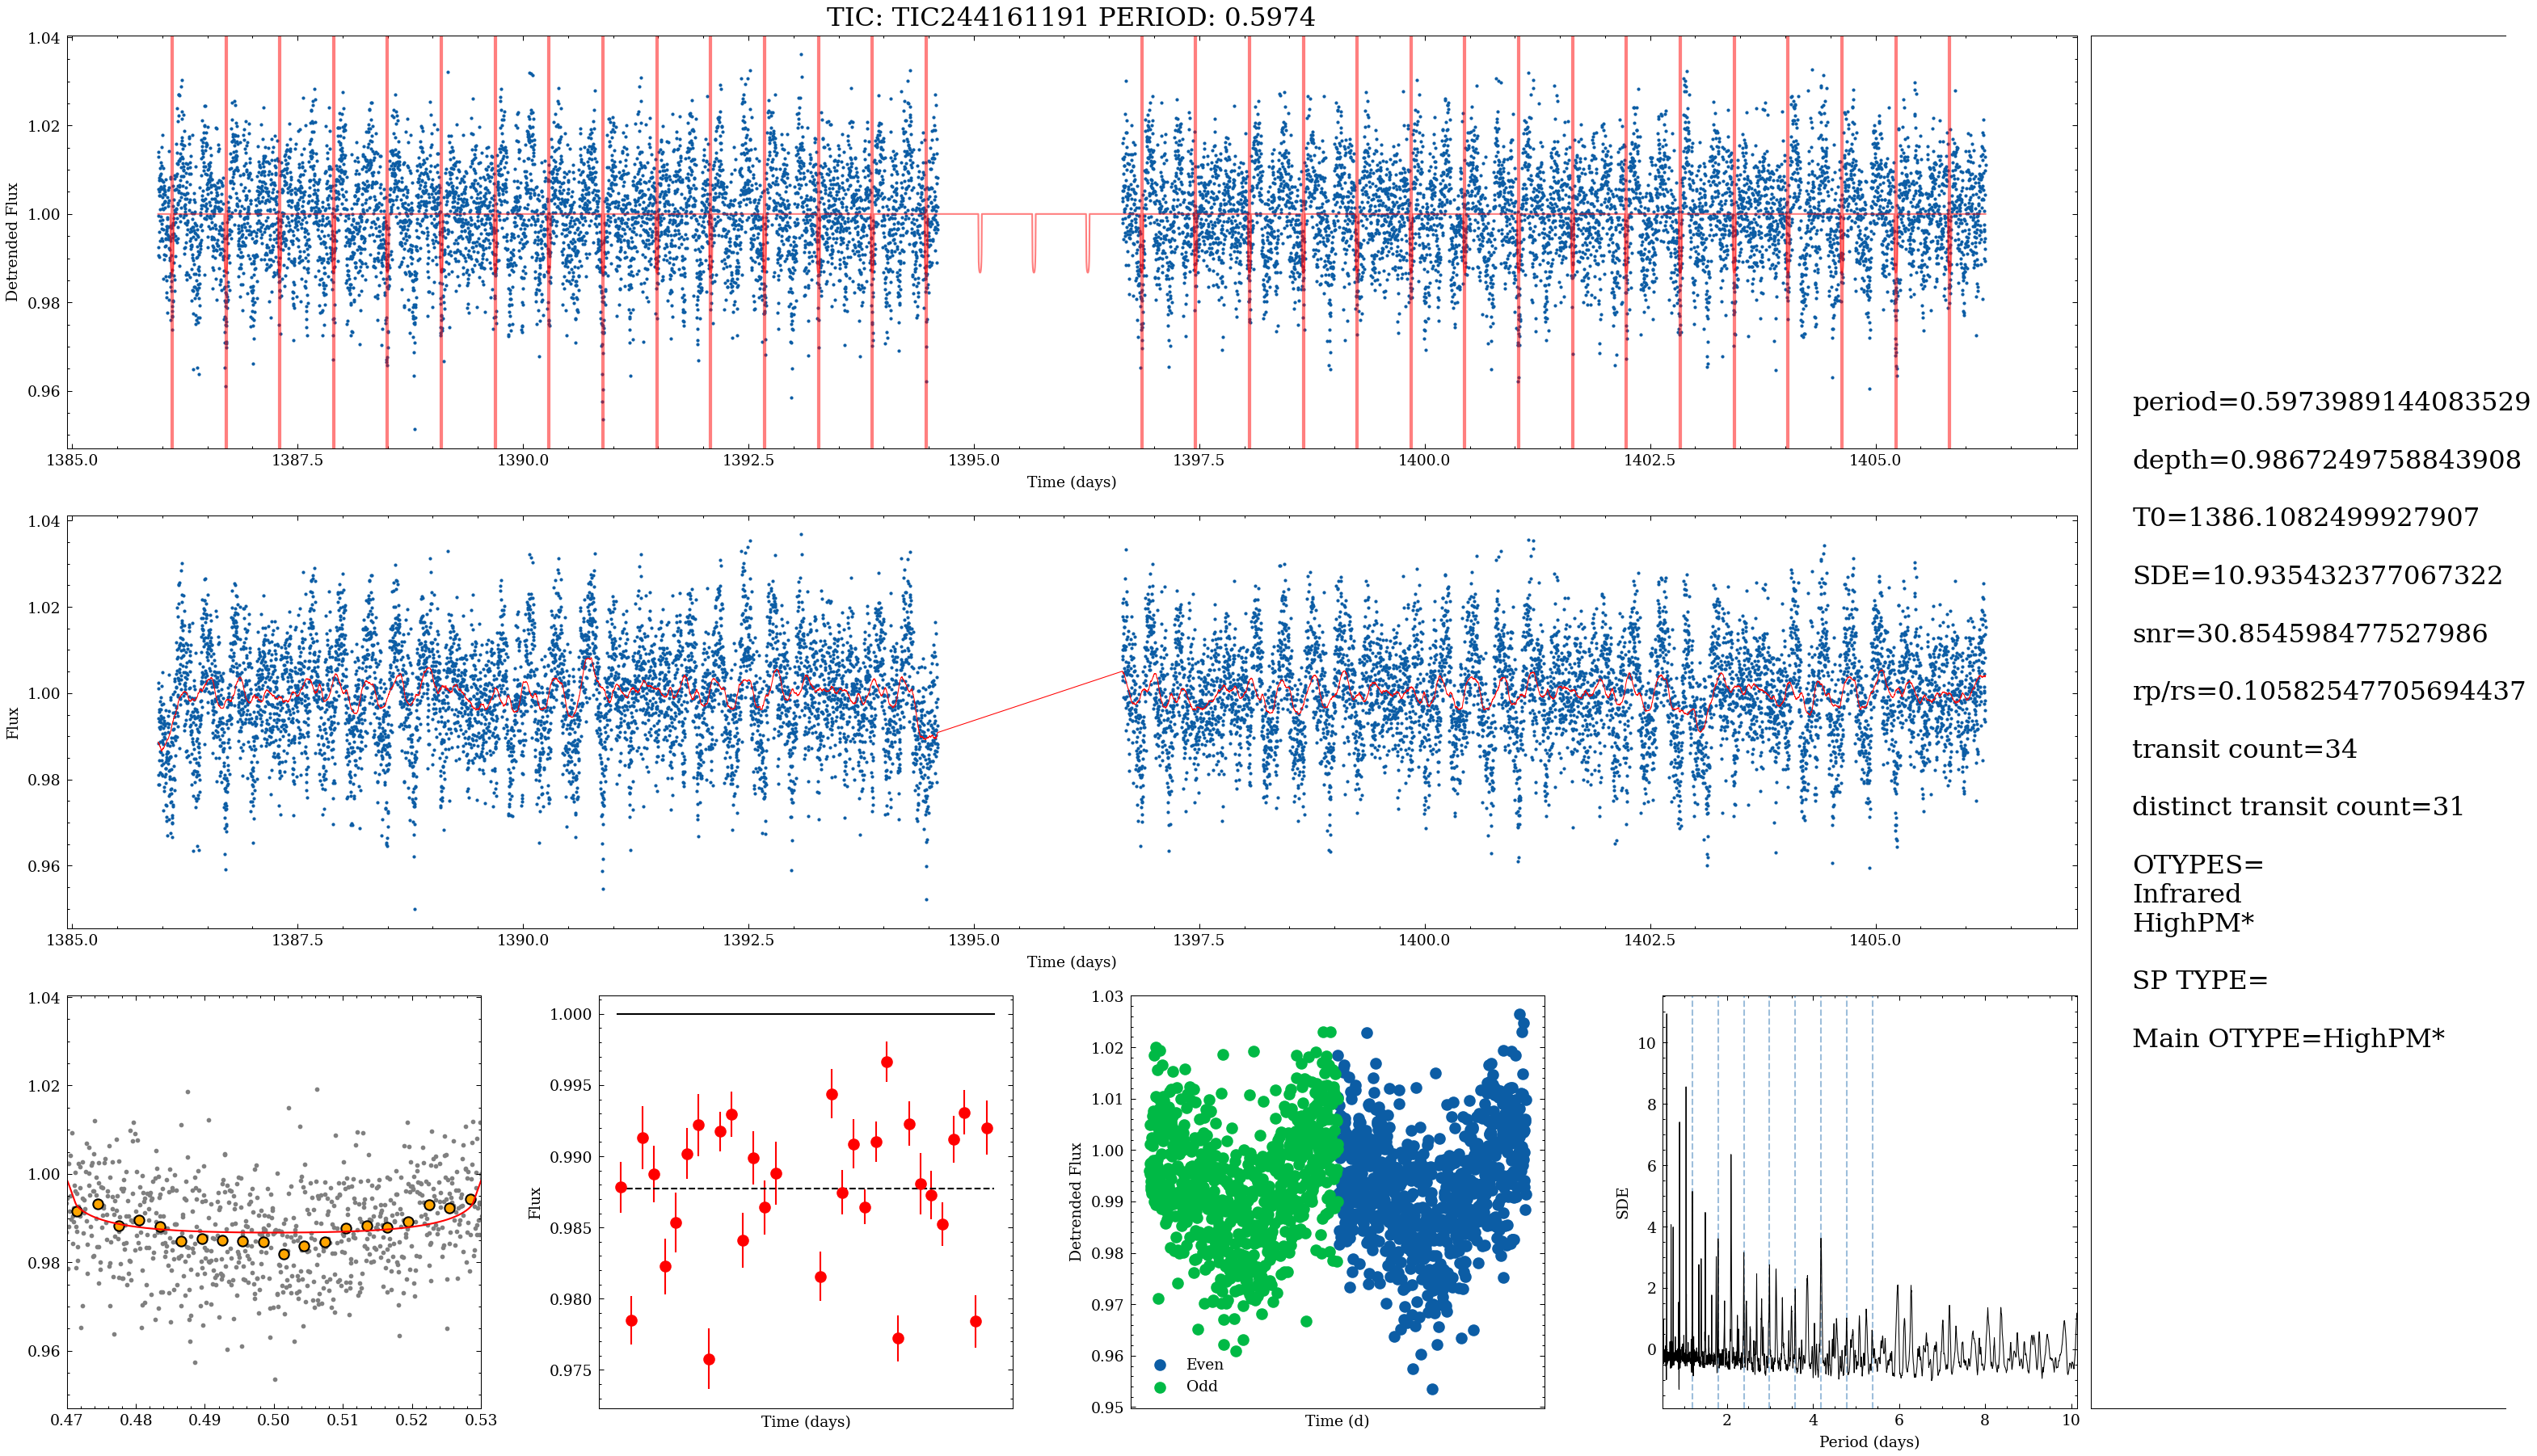 TIC: TIC244161191 PERIOD: 0.5974
1.04
1.02
1.00
0.98
0.96
Detrended Flux
1385.0 1387.5 1390.0 1392.5 1395.0 1397.5 1400.0 1402.5 1405.0
Time (days)
1.04
1.02
1.00
0.98
0.96
Flux
1385.0 1387.5 1390.0 1392.5 1395.0 1397.5 1400.0 1402.5 1405.0
Time (days)
1.04
1.02
1.00
0.98
0.96
0.47 0.48 0.49 0.50 0.51 0.52 0.53
1.000
0.995
0.990
0.985
0.980
0.975
Flux
Time (days)
1.03
1.02
1.01
1.00
0.99
0.98
0.97
0.96
0.95
Detrended Flux
Even
Odd
Time (d)
10
8
6
4
2
0
SDE
2 4 6 8 10
Period (days)
period=0.5973989144083529
depth=0.9867249758843908
T0=1386.1082499927907
SDE=10.935432377067322
snr=30.854598477527986
rp/rs=0.10582547705694437
transit count=34
distinct transit count=31
OTYPES=
Infrared
HighPM*
SP TYPE=
Main OTYPE=HighPM*